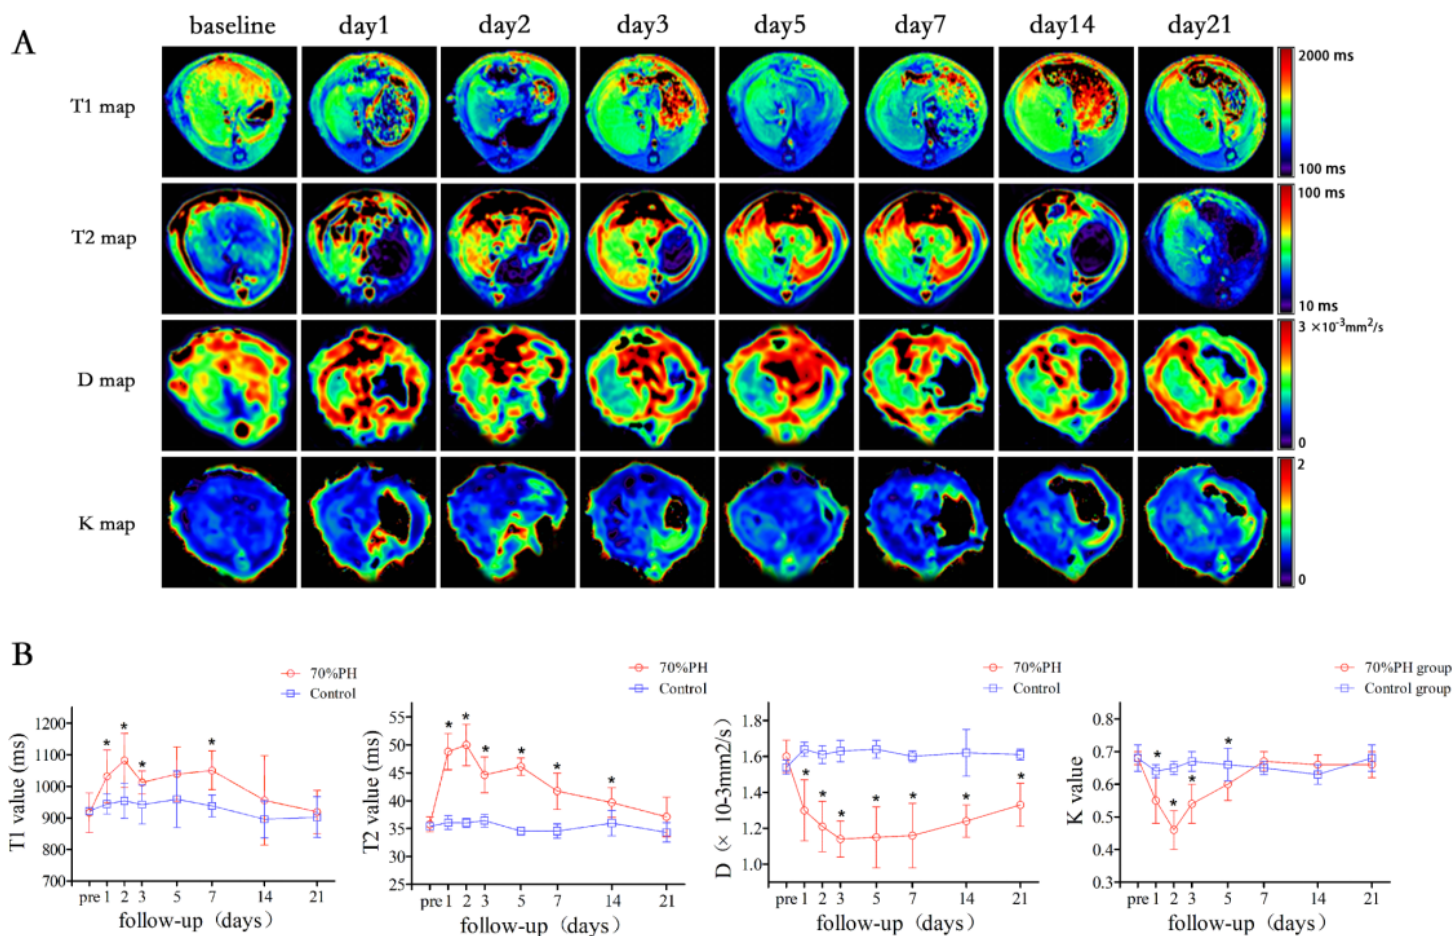 A
baseline day1 day2 day3 day5 day7 day14 day21
T1 map
2000 ms
100 ms
T2 map
100 ms
10 ms
D map
3 ×10⁻³mm²/s
0
K map
2
0
B
70%PH
Control
T1 value (ms)
1200
1100
1000
900
800
700
* * * *
pre 1 2 3 5 7 14 21
follow-up (days)
70%PH
Control
T2 value (ms)
55
50
45
40
35
30
25
* * * * * *
pre 1 2 3 5 7 14 21
follow-up (days)
70%PH
Control
D (× 10-3mm2/s)
1.8
1.6
1.4
1.2
1.0
* * * * * * *
pre 1 2 3 5 7 14 21
follow-up (days)
70%PH group
Control group
K value
0.8
0.7
0.6
0.5
0.4
0.3
* * * *
pre 1 2 3 5 7 14 21
follow-up (days)